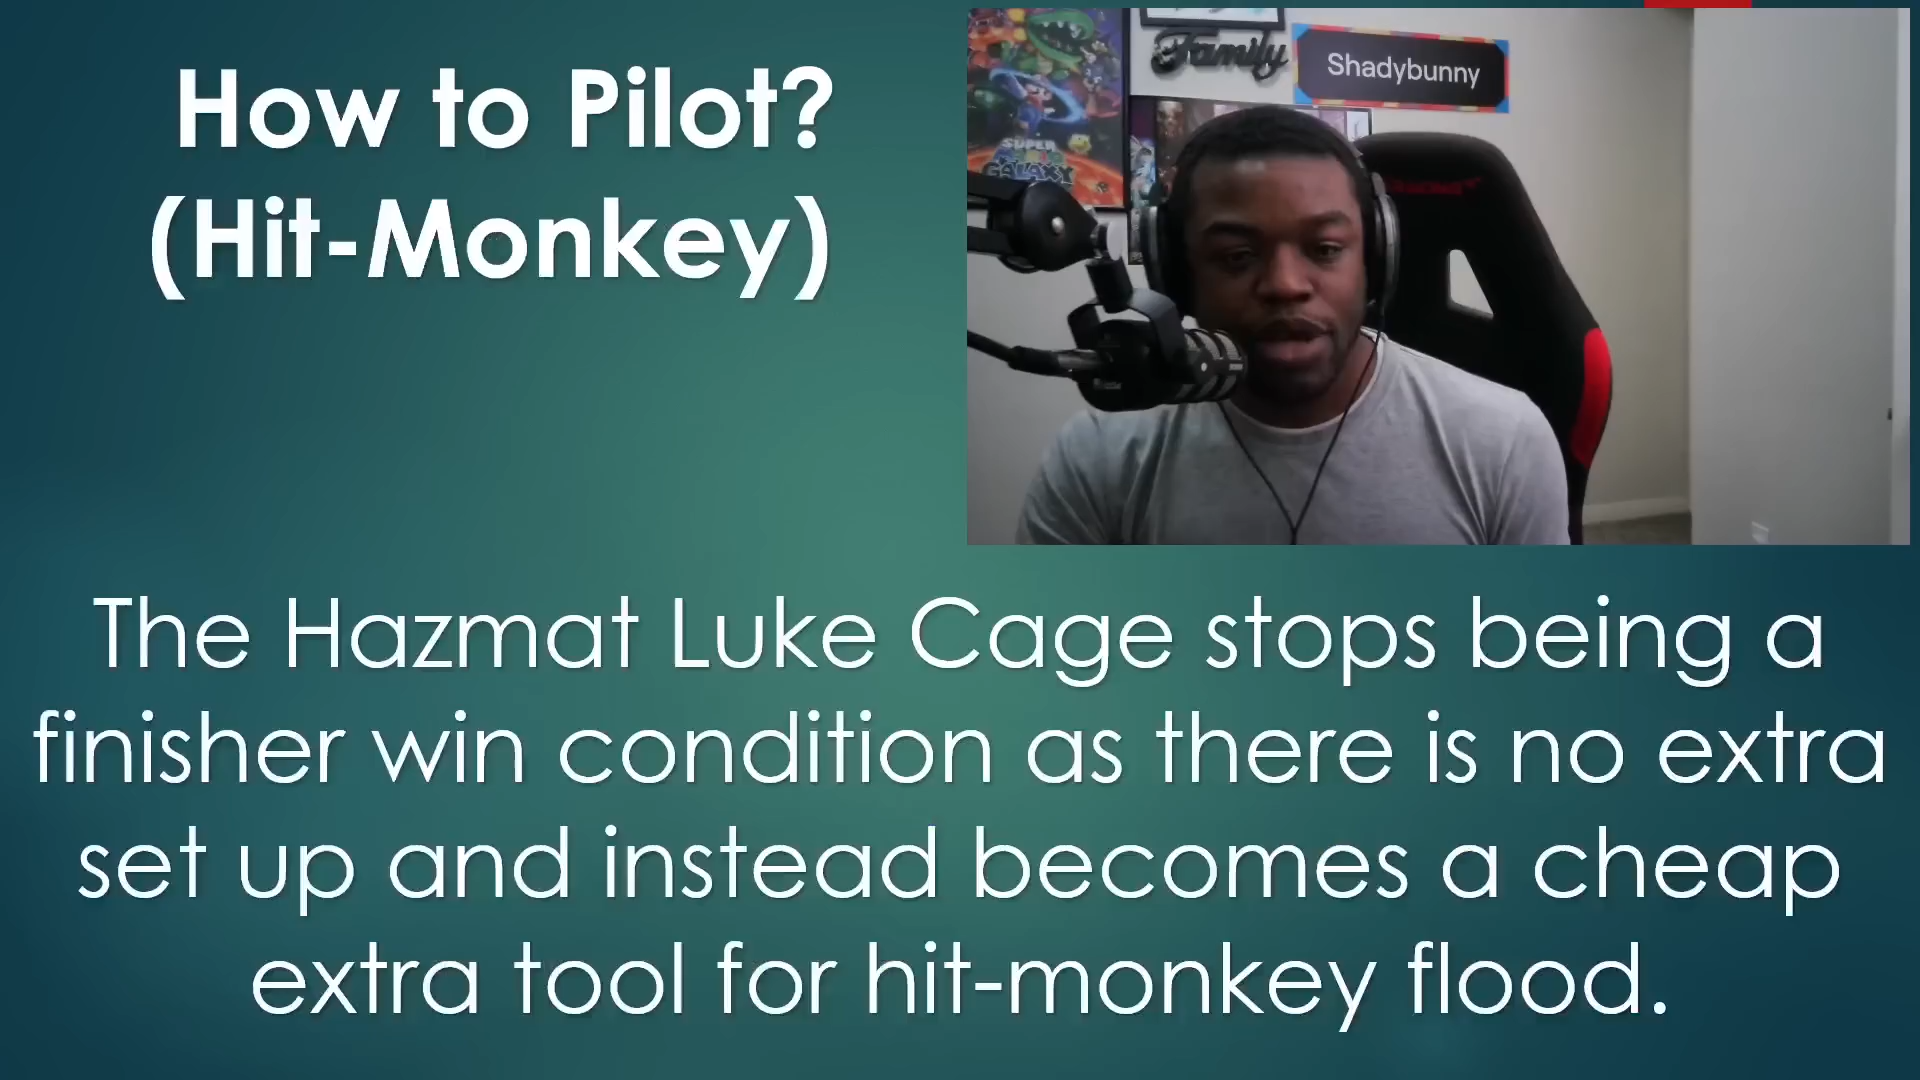 How to Pilot?
(Hit-Monkey)
Family
Shadybunny
SUPER
MARIO
GALAXY
The Hazmat Luke Cage stops being a
finisher win condition as there is no extra
set up and instead becomes a cheap
extra tool for hit-monkey flood.